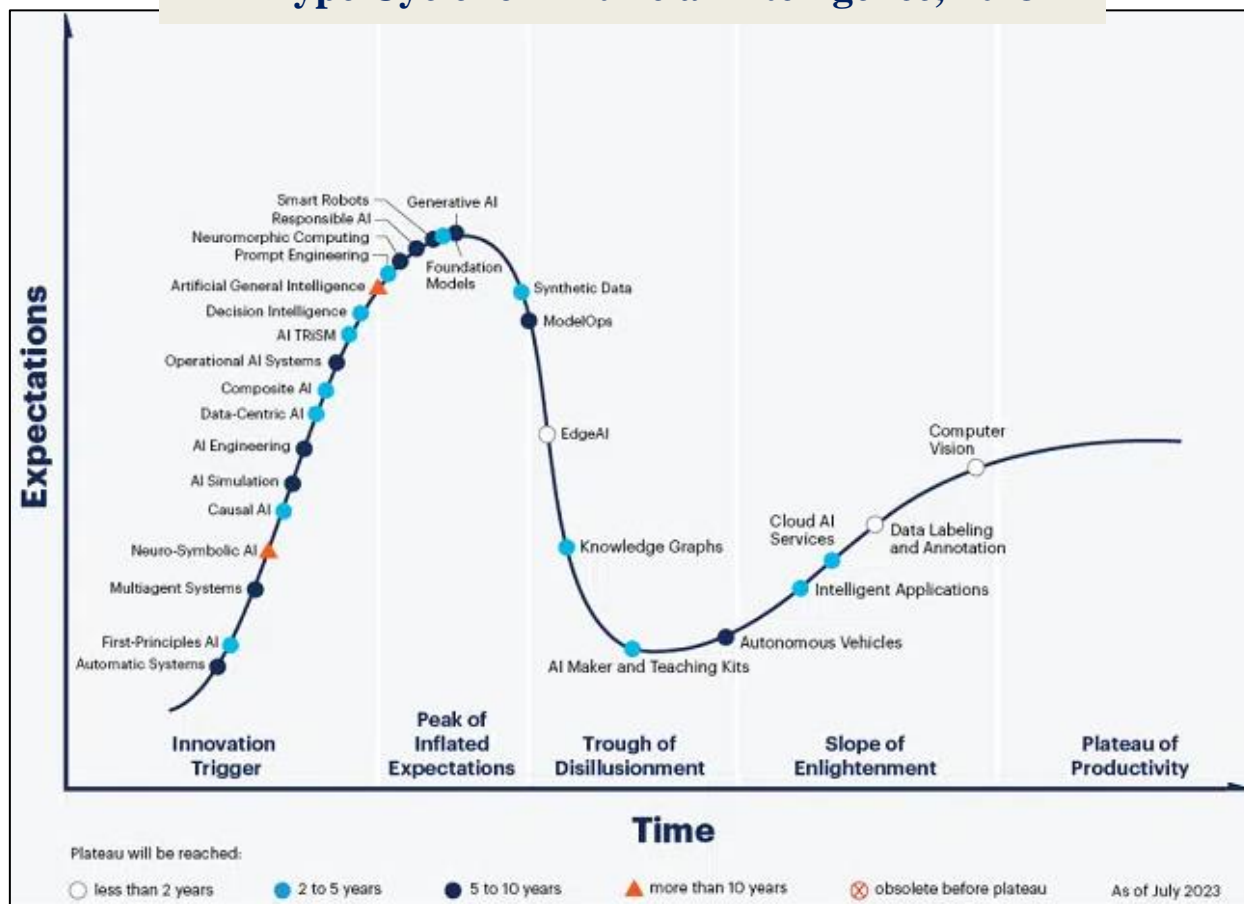 Expectations
Smart Robots
Generative AI
Responsible AI
Neuromorphic Computing
Prompt Engineering
Foundation
Models
Artificial General Intelligence
Synthetic Data
Decision Intelligence
ModelOps
AI TRiSM
Operational AI Systems
Composite AI
Data-Centric AI
EdgeAI
Computer
Vision
AI Engineering
AI Simulation
Causal AI
Cloud AI
Services
Data Labeling
and Annotation
Neuro-Symbolic AI
Knowledge Graphs
Multiagent Systems
Intelligent Applications
First-Principles AI
Autonomous Vehicles
Automatic Systems
AI Maker and Teaching Kits
Innovation
Trigger
Peak of
Inflated
Expectations
Trough of
Disillusionment
Slope of
Enlightenment
Plateau of
Productivity
Time
Plateau will be reached:
less than 2 years
2 to 5 years
5 to 10 years
more than 10 years
obsolete before plateau
As of July 2023